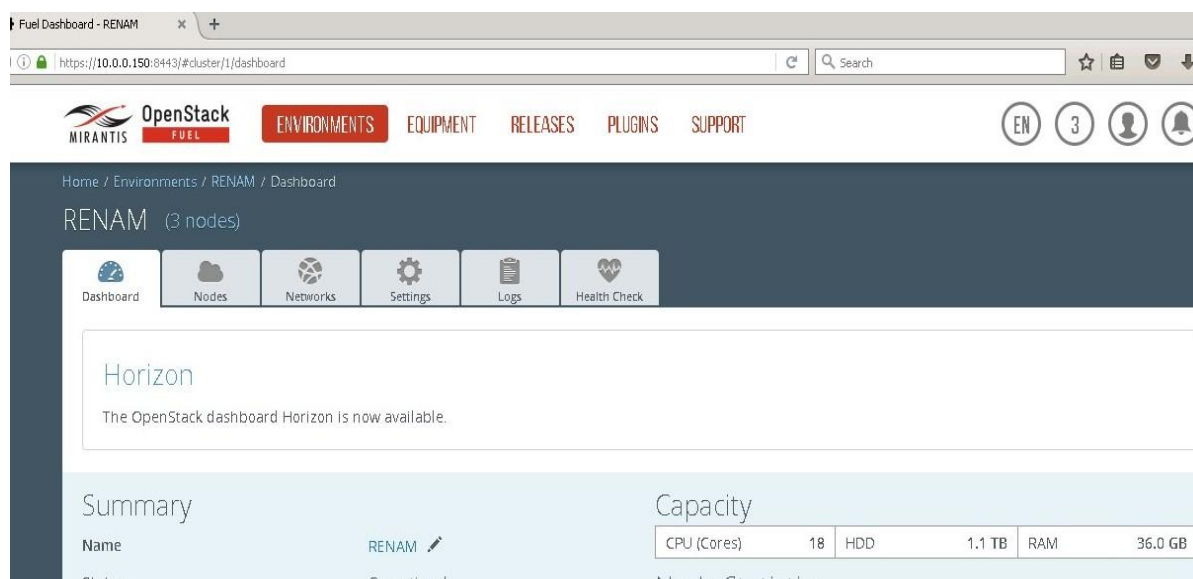 Fuel Dashboard - RENAM × +
https://10.0.0.150:8443/#cluster/1/dashboard Search
MIRANTIS OpenStack FUEL ENVIRONMENTS EQUIPMENT RELEASES PLUGINS SUPPORT EN 3
Home / Environments / RENAM / Dashboard
RENAM (3 nodes)
Dashboard Nodes Networks Settings Logs Health Check
Horizon
The OpenStack dashboard Horizon is now available.
Summary
Name RENAM
Capacity
CPU (Cores) 18 HDD 1.1 TB RAM 36.0 GB